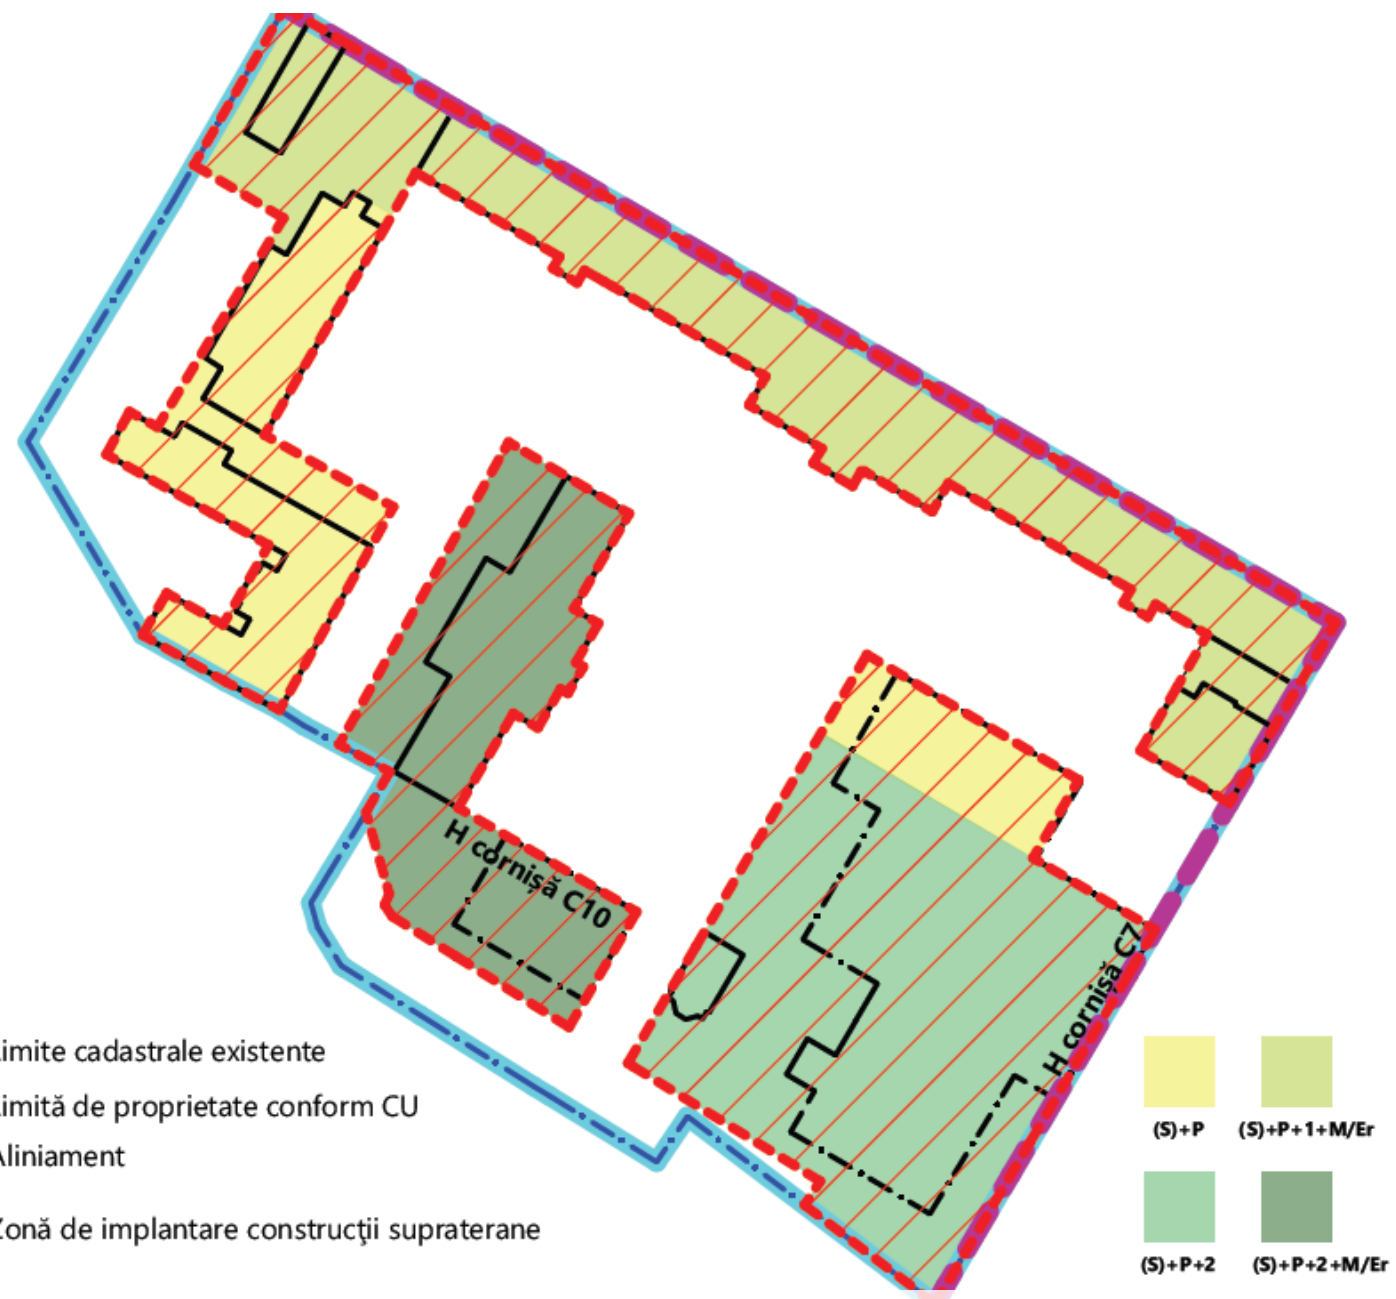 H cornișă C10
H cornișă C7
imite cadastrale existente
imită de proprietate conform CU
Aliniament
Zonă de implantare construcţii supraterane
(S)+P
(S)+P+1+M/Er
(S)+P+2
(S)+P+2+M/Er